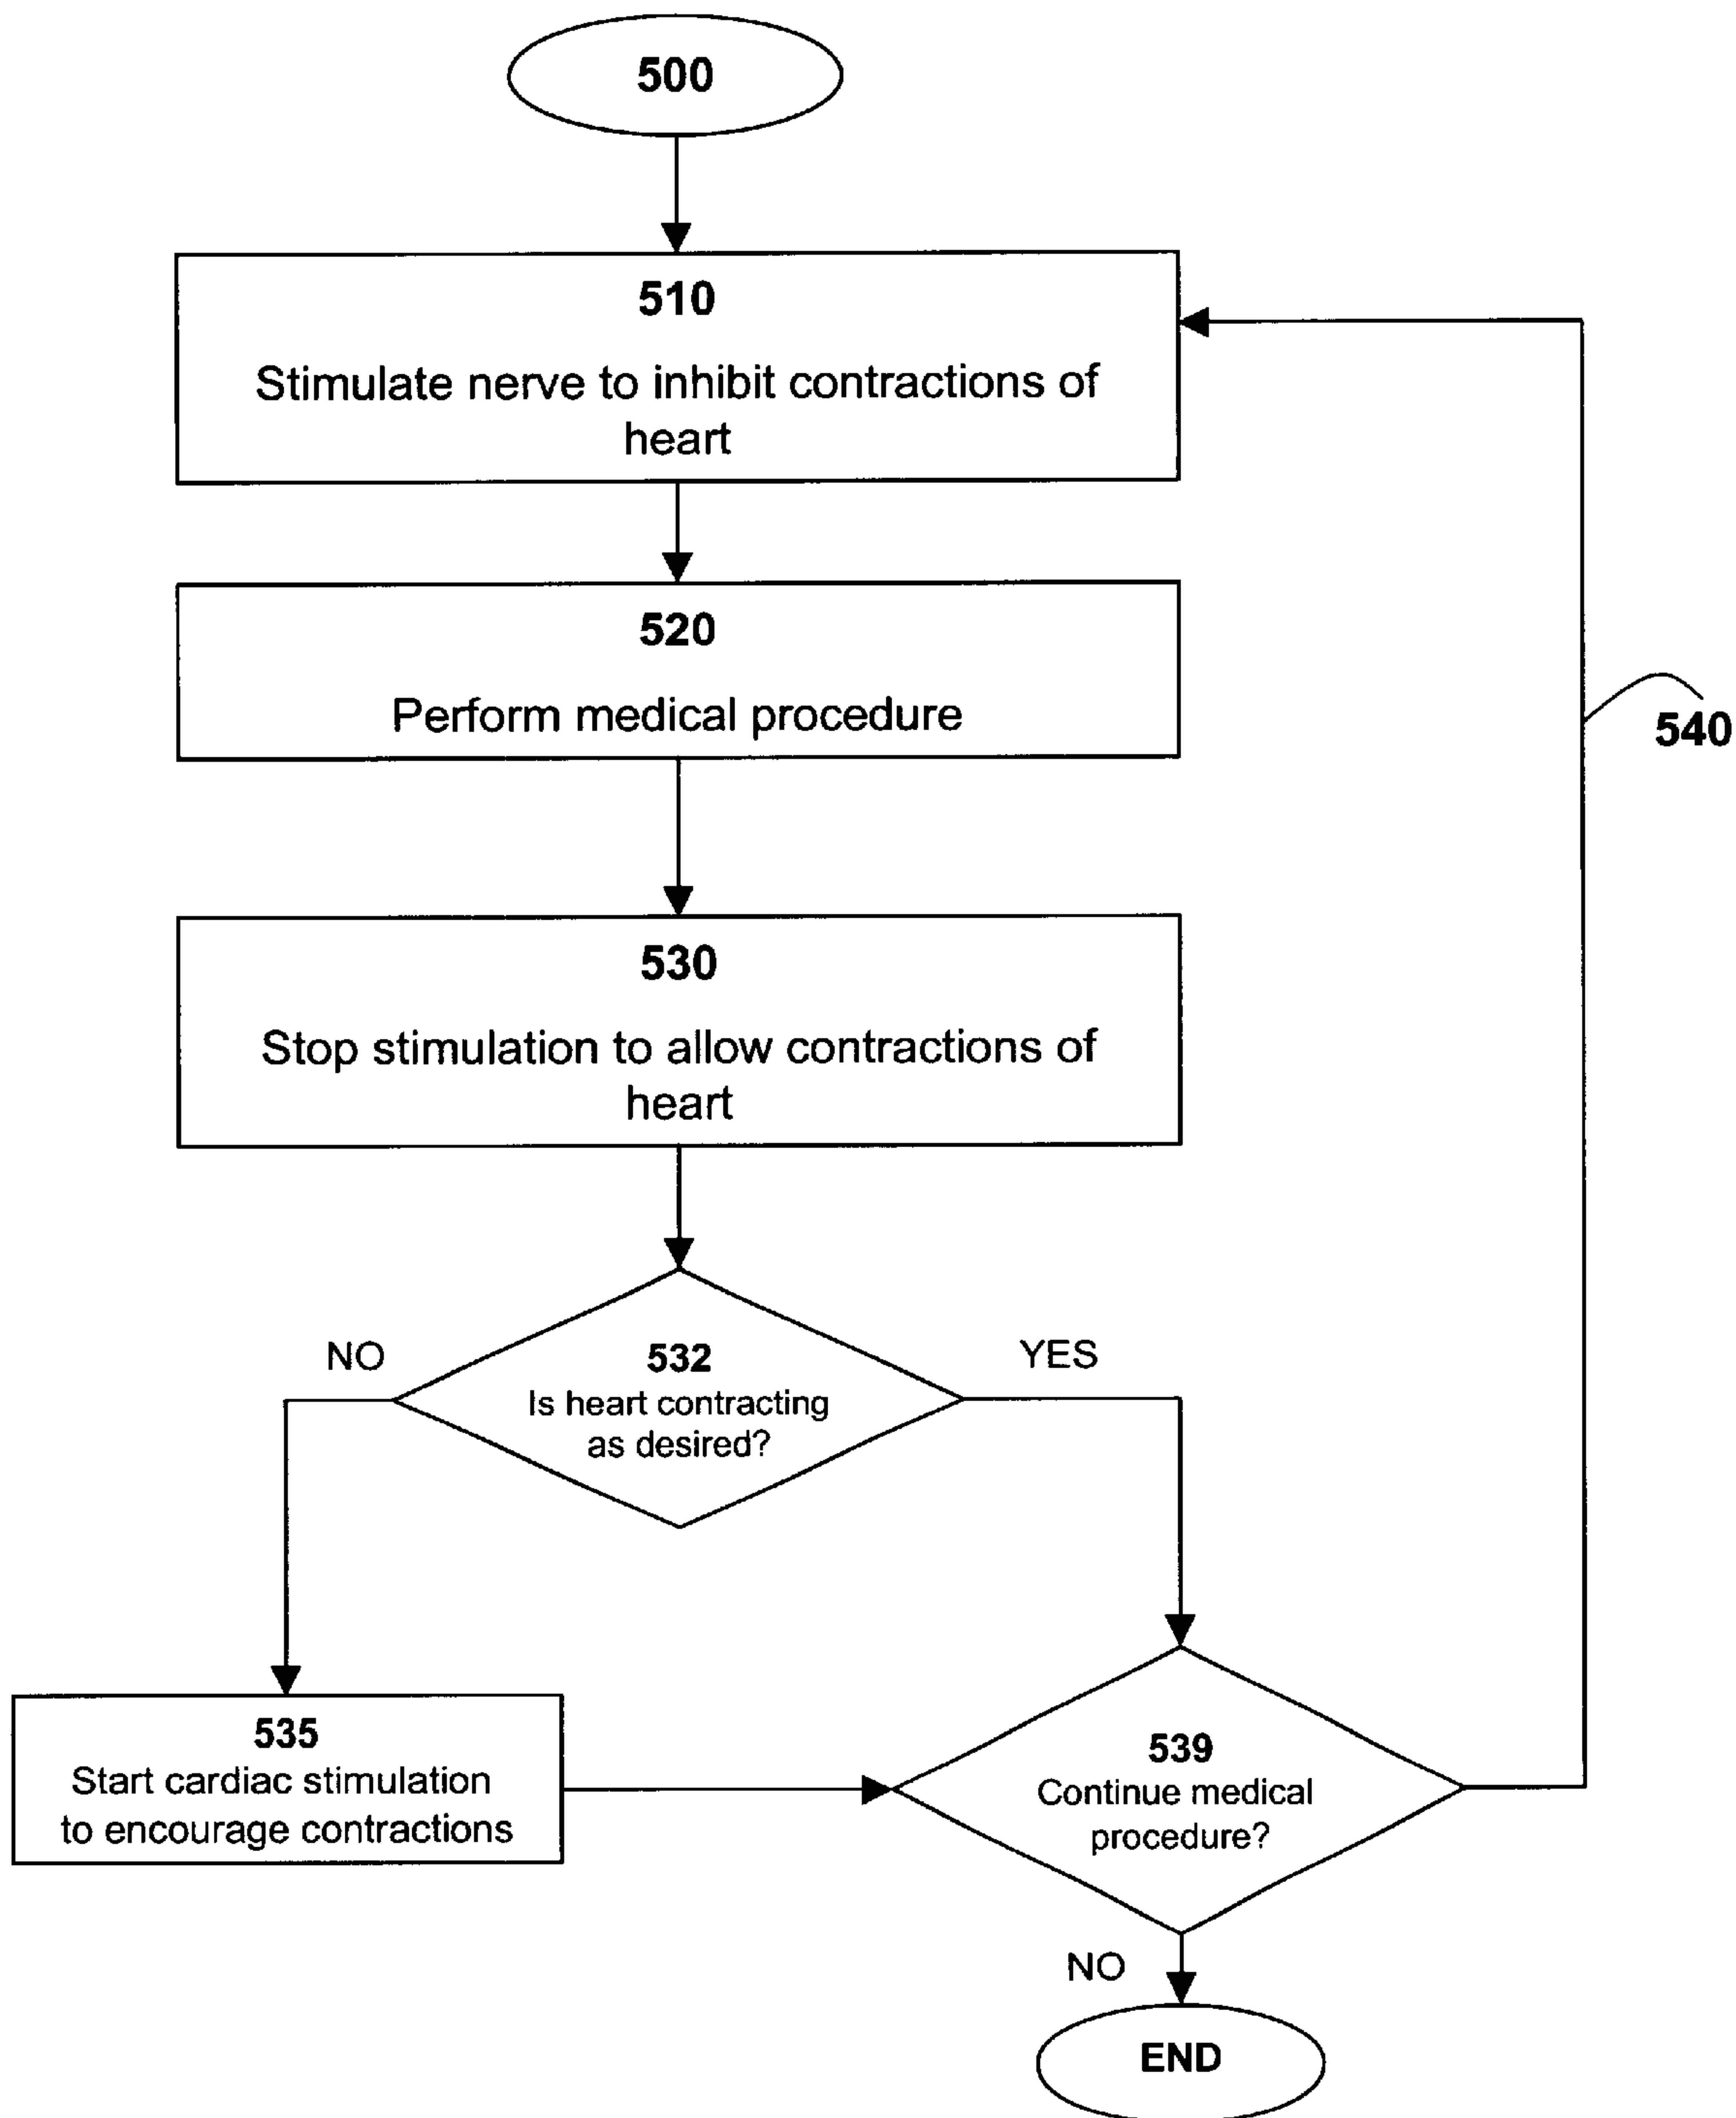 500
510
Stimulate nerve to inhibit contractions of
heart
520
Perform medical procedure
540
530
Stop stimulation to allow contractions of
heart
NO
532
YES
Is heart contracting
as desired?
535
Start cardiac stimulation
to encourage contractions
539
Continue medical
procedure?
NO
END